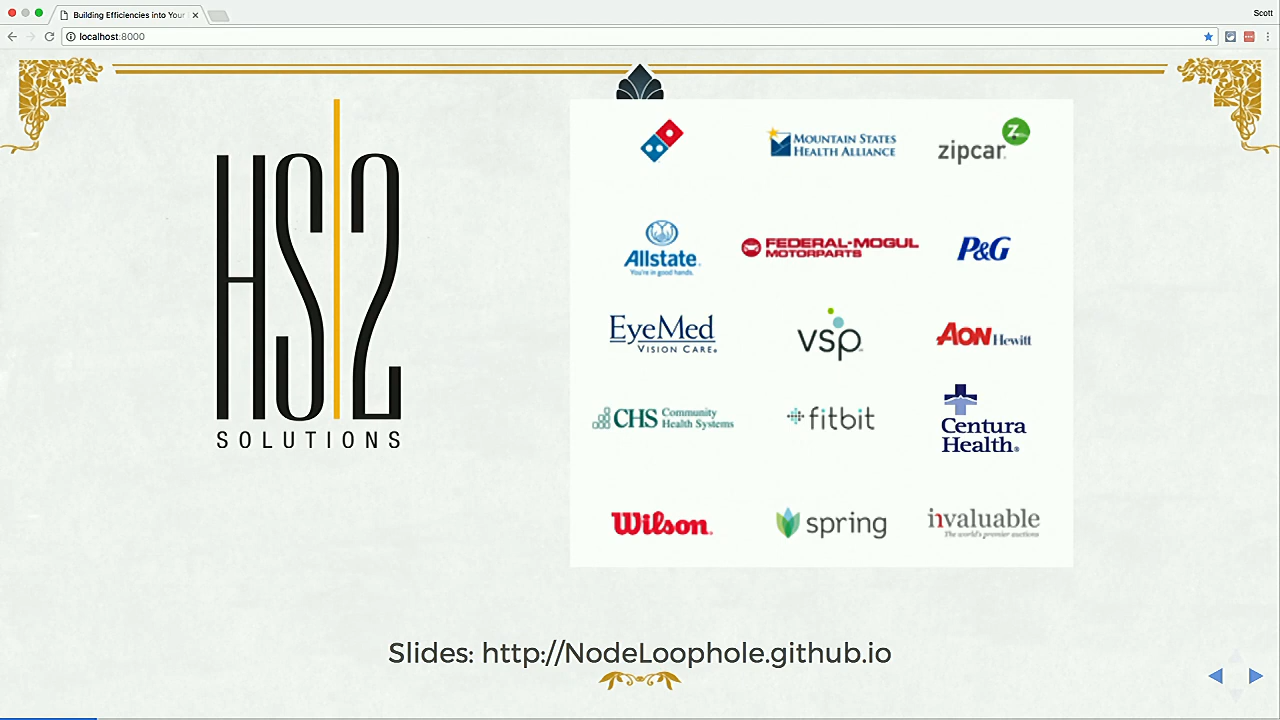 Building Efficiencies into Your
Scott
localhost:8000
HS2
SOLUTIONS
MOUNTAIN STATES
HEALTH ALLIANCE
Z
zipcar
Allstate
You're in good hands.
FEDERAL-MOGUL
MOTORPARTS
P&G
EyeMed
VISION CARE
vsp
AON Hewitt
CHS Community
Health Systems
fitbit
Centura
Health
Wilson
spring
invaluable
The world's premier auctions
Slides: http://NodeLoophole.github.io